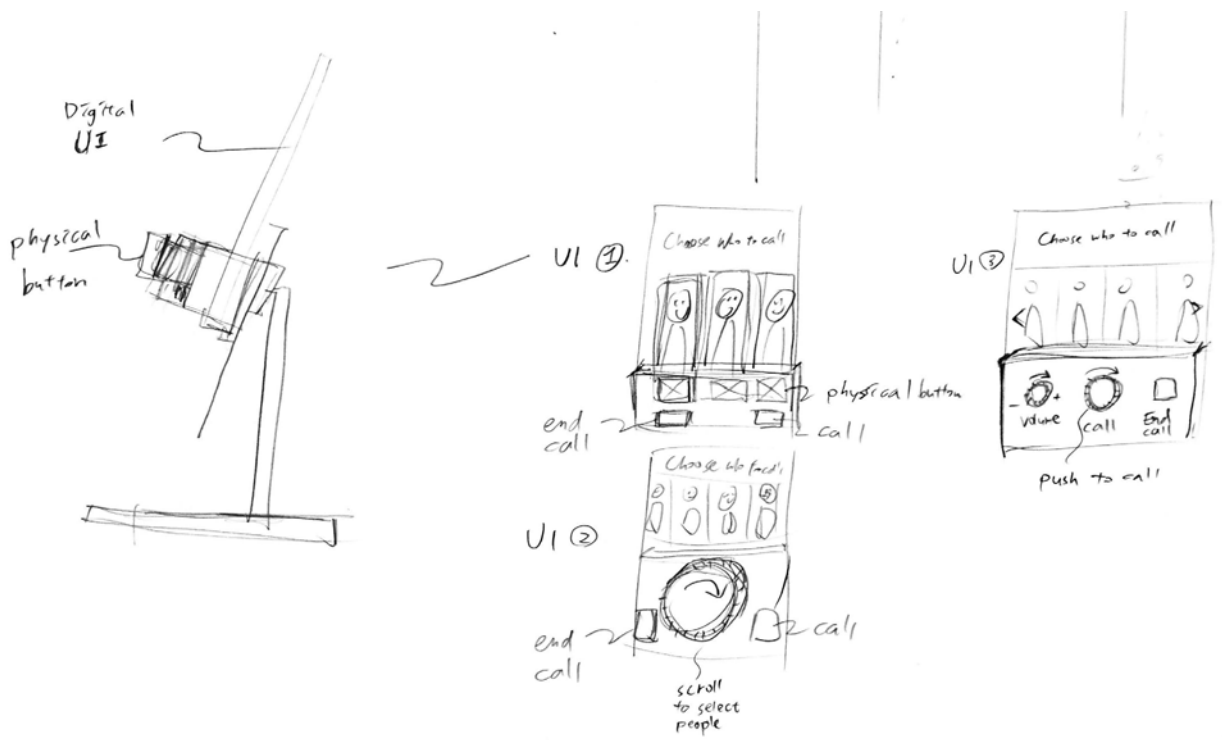 Digital
UI
physical
button
UI ①.
Choose who to call
physical button
end
call
call
UI ②
Choose who to call
end
call
call
scroll
to select
people
UI ③
Choose who to call
- +
volume
call
End
call
push to call